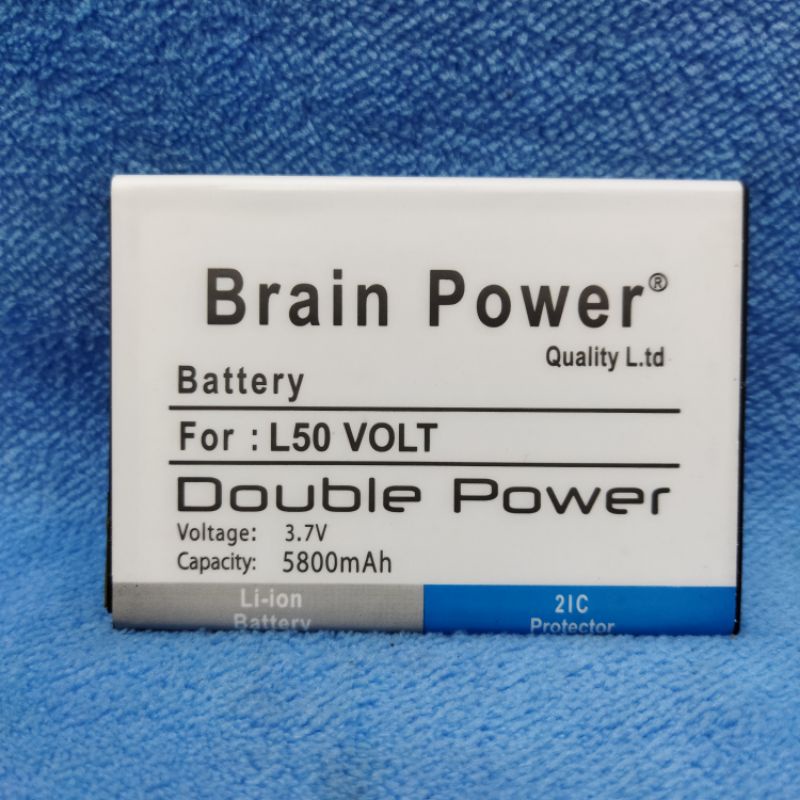 Brain Power®
Quality L.td
Battery
For : L50 VOLT
Double Power
Voltage: 3.7V
Capacity: 5800mAh
Li-ion
Battery
2IC
Protector